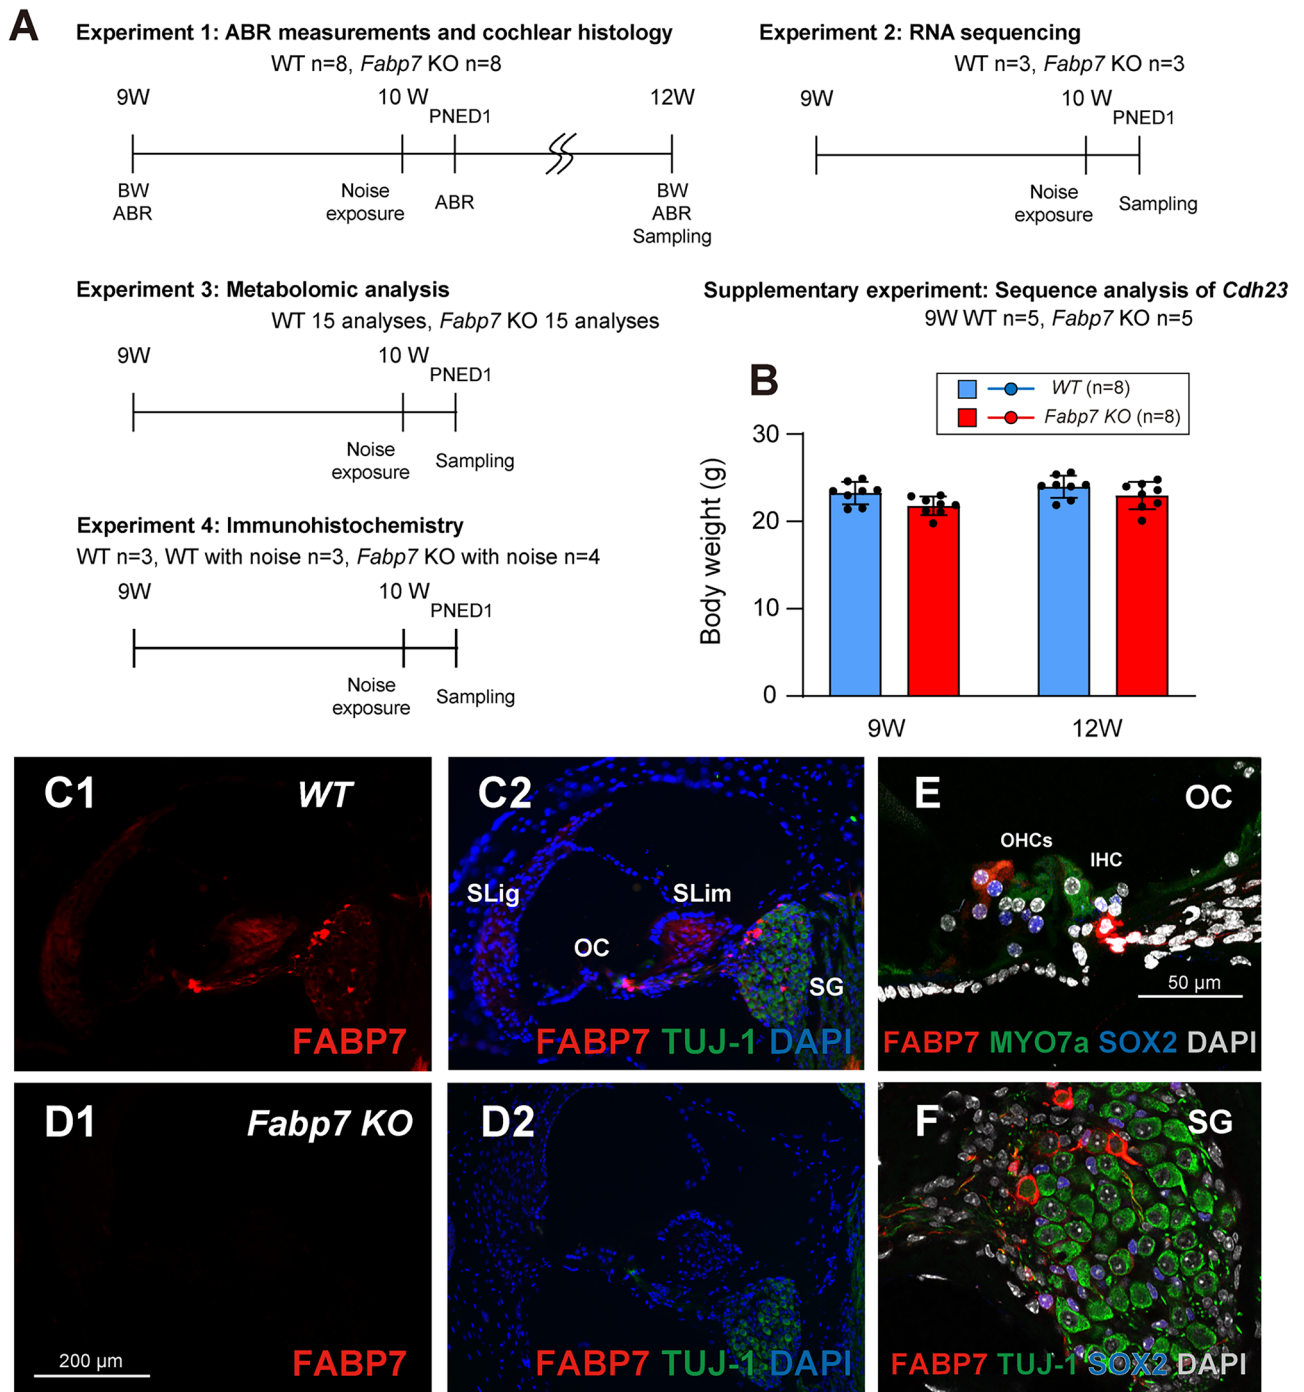 A
Experiment 1: ABR measurements and cochlear histology
WT n=8, Fabp7 KO n=8
9W
10 W
12W
PNED1
BW
ABR
Noise
exposure
ABR
BW
ABR
Sampling
Experiment 2: RNA sequencing
WT n=3, Fabp7 KO n=3
9W
10 W
PNED1
Noise
exposure
Sampling
Experiment 3: Metabolomic analysis
WT 15 analyses, Fabp7 KO 15 analyses
9W
10 W
PNED1
Noise
exposure
Sampling
Supplementary experiment: Sequence analysis of Cdh23
9W WT n=5, Fabp7 KO n=5
Experiment 4: Immunohistochemistry
WT n=3, WT with noise n=3, Fabp7 KO with noise n=4
9W
10 W
PNED1
Noise
exposure
Sampling
B
WT (n=8)
Fabp7 KO (n=8)
Body weight (g)
30
20
10
0
9W
12W
C1
WT
FABP7
C2
SLig
SLim
OC
SG
FABP7 TUJ-1 DAPI
E
OC
OHCs
IHC
50 µm
FABP7 MYO7a SOX2 DAPI
D1
Fabp7 KO
200 µm
FABP7
D2
FABP7 TUJ-1 DAPI
F
SG
FABP7 TUJ-1 SOX2 DAPI